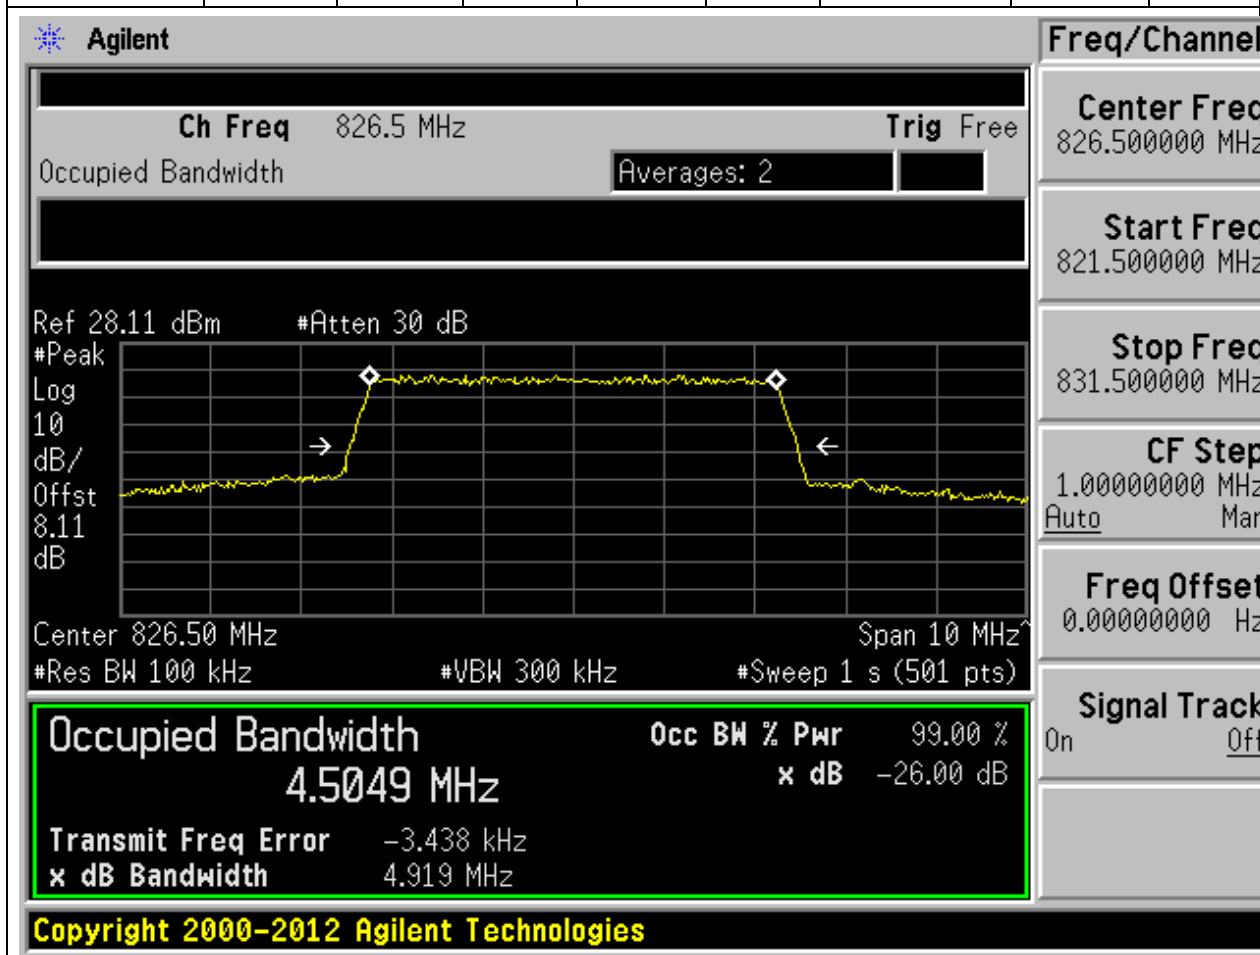 Agilent
Freq/Channel
Ch Freq 826.5 MHz Trig Free
Occupied Bandwidth Averages: 2
Center Freq
826.500000 MHz
Start Freq
821.500000 MHz
Stop Freq
831.500000 MHz
CF Step
1.00000000 MHz
Auto Man
Freq Offset
0.00000000 Hz
Signal Track
On Off
Ref 28.11 dBm #Atten 30 dB
#Peak
Log
10
dB/
Offst
8.11
dB
Center 826.50 MHz Span 10 MHz^
#Res BW 100 kHz #VBW 300 kHz #Sweep 1 s (501 pts)
Occupied Bandwidth Occ BW % Pwr 99.00 %
4.5049 MHz x dB -26.00 dB
Transmit Freq Error -3.438 kHz
x dB Bandwidth 4.919 MHz
Copyright 2000-2012 Agilent Technologies